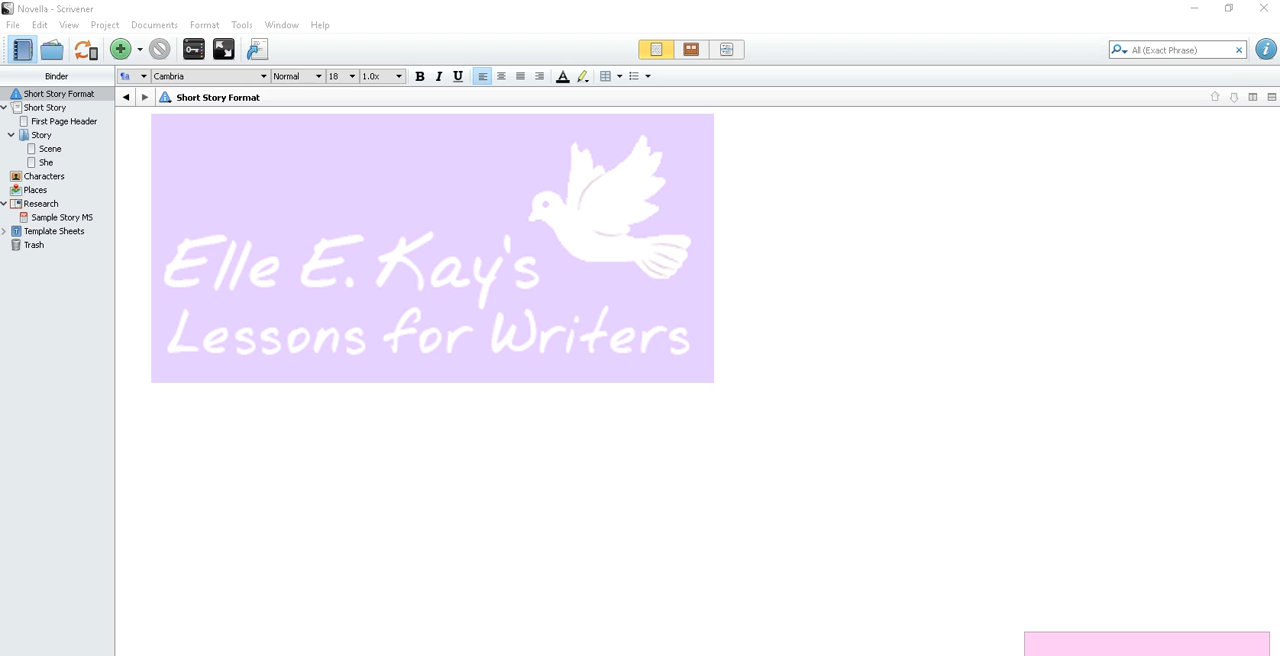 Novella - Scrivener
File Edit View Project Documents Format Tools Window Help
All (Exact Phrase)
Binder
Cambria Normal 18 1.0x B I U A
Short Story Format
Short Story Format
Short Story
First Page Header
Story
Scene
She
Characters
Places
Research
Sample Story MS
Template Sheets
Trash
Elle E. Kay's
Lessons for Writers